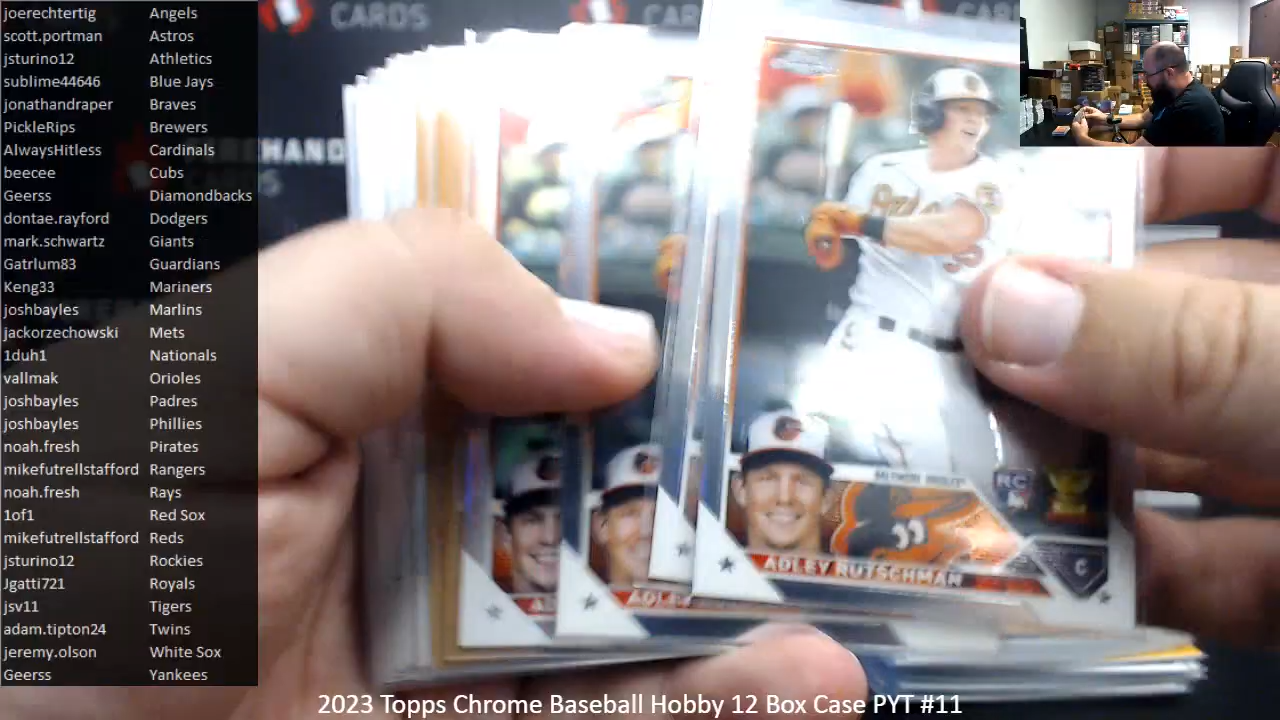 joerechtertig Angels
scott.portman Astros
jsturino12 Athletics
sublime44646 Blue Jays
jonathandraper Braves
PickleRips Brewers
AlwaysHitless Cardinals
beecee Cubs
Geerss Diamondbacks
dontae.rayford Dodgers
mark.schwartz Giants
Gatrlum83 Guardians
Keng33 Mariners
joshbayles Marlins
jackorzechowski Mets
1duh1 Nationals
vallmak Orioles
joshbayles Padres
joshbayles Phillies
noah.fresh Pirates
mikefutrellstafford Rangers
noah.fresh Rays
1of1 Red Sox
mikefutrellstafford Reds
jsturino12 Rockies
Jgatti721 Royals
jsv11 Tigers
adam.tipton24 Twins
jeremy.olson White Sox
Geerss Yankees
CARDS
CAR
HAND
RC
C
ADLEY RUTSCHMAN
ADLEY
2023 Topps Chrome Baseball Hobby 12 Box Case PYT #11